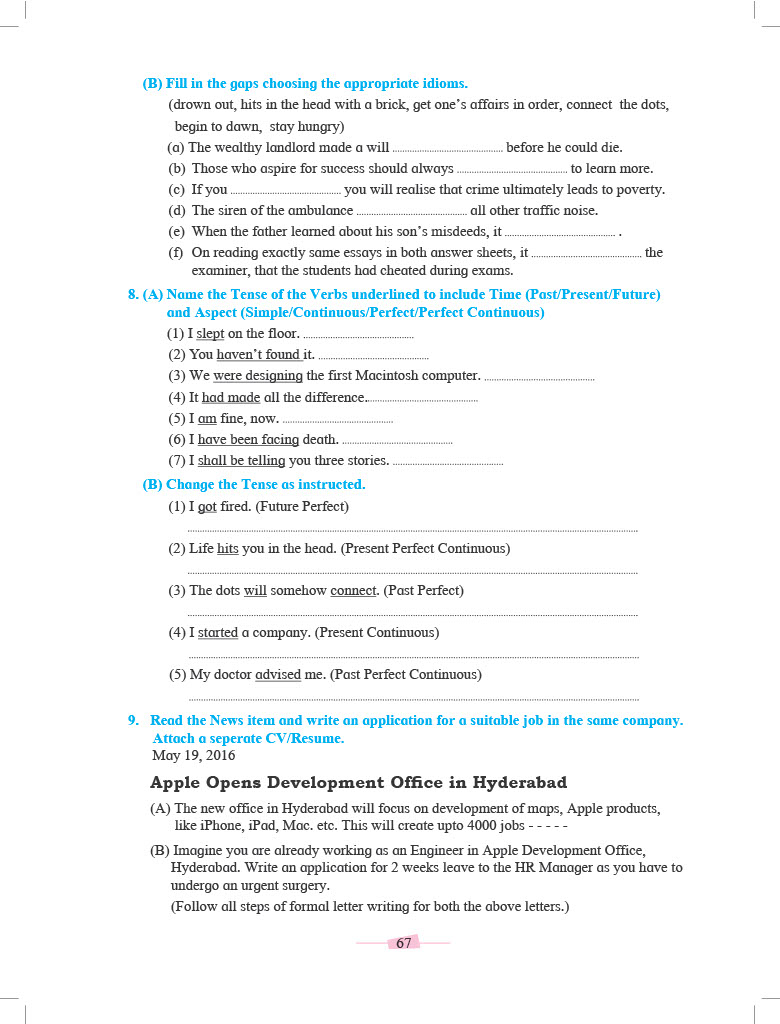 (B) Fill in the gaps choosing the appropriate idioms.
(drown out, hits in the head with a brick, get one's affairs in order, connect the dots,
begin to dawn, stay hungry)
(a) The wealthy landlord made a will ........................................ before he could die.
(b) Those who aspire for success should always ........................................ to learn more.
(c) If you ........................................ you will realise that crime ultimately leads to poverty.
(d) The siren of the ambulance ........................................ all other traffic noise.
(e) When the father learned about his son's misdeeds, it ........................................ .
(f) On reading exactly same essays in both answer sheets, it ........................................ the
examiner, that the students had cheated during exams.
8. (A) Name the Tense of the Verbs underlined to include Time (Past/Present/Future)
and Aspect (Simple/Continuous/Perfect/Perfect Continuous)
(1) I slept on the floor. ........................................
(2) You haven't found it. ........................................
(3) We were designing the first Macintosh computer. ........................................
(4) It had made all the difference.........................................
(5) I am fine, now. ........................................
(6) I have been facing death. ........................................
(7) I shall be telling you three stories. ........................................
(B) Change the Tense as instructed.
(1) I got fired. (Future Perfect)
................................................................................
(2) Life hits you in the head. (Present Perfect Continuous)
................................................................................
(3) The dots will somehow connect. (Past Perfect)
................................................................................
(4) I started a company. (Present Continuous)
................................................................................
(5) My doctor advised me. (Past Perfect Continuous)
................................................................................
9. Read the News item and write an application for a suitable job in the same company.
Attach a seperate CV/Resume.
May 19, 2016
Apple Opens Development Office in Hyderabad
(A) The new office in Hyderabad will focus on development of maps, Apple products,
like iPhone, iPad, Mac. etc. This will create upto 4000 jobs - - - - -
(B) Imagine you are already working as an Engineer in Apple Development Office,
Hyderabad. Write an application for 2 weeks leave to the HR Manager as you have to
undergo an urgent surgery.
(Follow all steps of formal letter writing for both the above letters.)
67